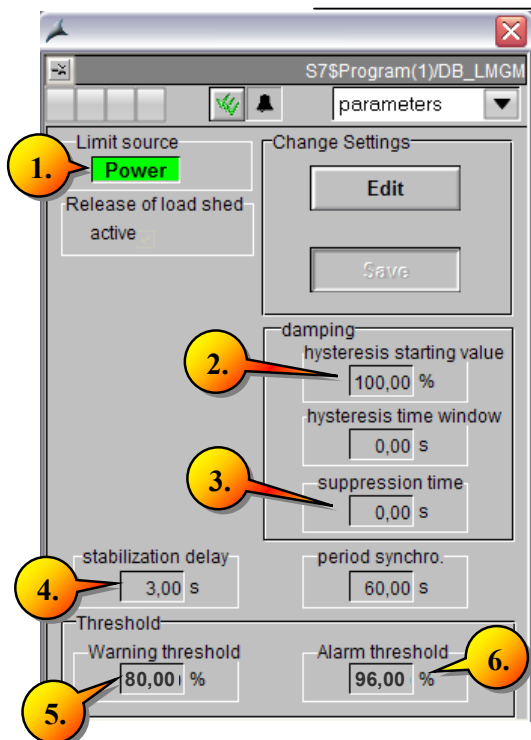 S7$Program(1)/DB_LMGM
parameters
Limit source
Power
1.
Release of load shed
active
Change Settings
Edit
Save
damping
hysteresis starting value
2.
100,00 %
hysteresis time window
0,00 s
suppression time
3.
0,00 s
stabilization delay
4.
3,00 s
period synchro.
60,00 s
Threshold
Warning threshold
5.
80,00 %
Alarm threshold
6.
96,00 %